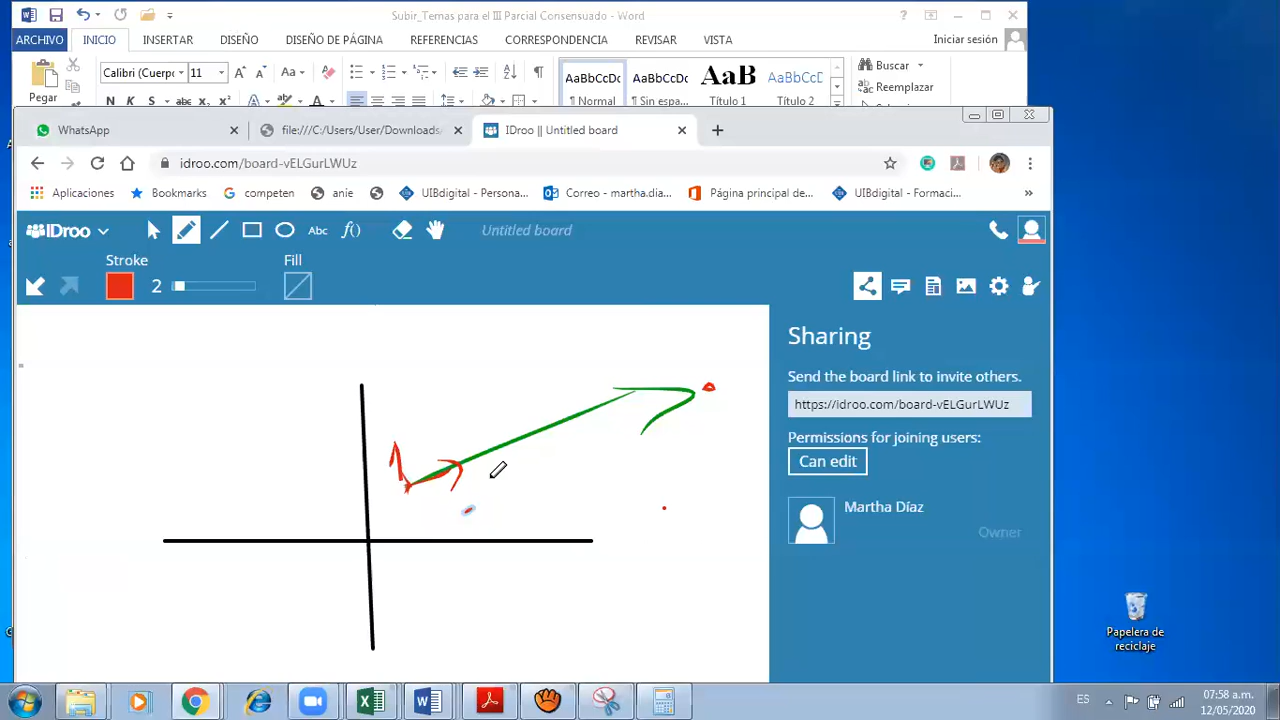 Subir_Temas para el III Parcial Consensuado - Word
ARCHIVO INICIO INSERTAR DISEÑO DISEÑO DE PÁGINA REFERENCIAS CORRESPONDENCIA REVISAR VISTA Iniciar sesión
Calibri (Cuerpo 11
Pegar
AaBbCcDc AaBbCcDc AaB AaBbCcD
¶ Normal ¶ Sin espa... Título 1 Título 2
Buscar
Reemplazar
WhatsApp
file:///C:/Users/User/Downloads
IDroo || Untitled board
idroo.com/board-vELGurLWUz
Aplicaciones Bookmarks competen anie UIBdigital - Persona... Correo - martha.dia... Página principal de... UIBdigital - Formaci... »
IDroo Abc f() Untitled board
Stroke Fill
2
Sharing
Send the board link to invite others.
https://idroo.com/board-vELGurLWUz
Permissions for joining users:
Can edit
Martha Díaz
Owner
Papelera de
reciclaje
ES 07:58 a.m.
12/05/2020